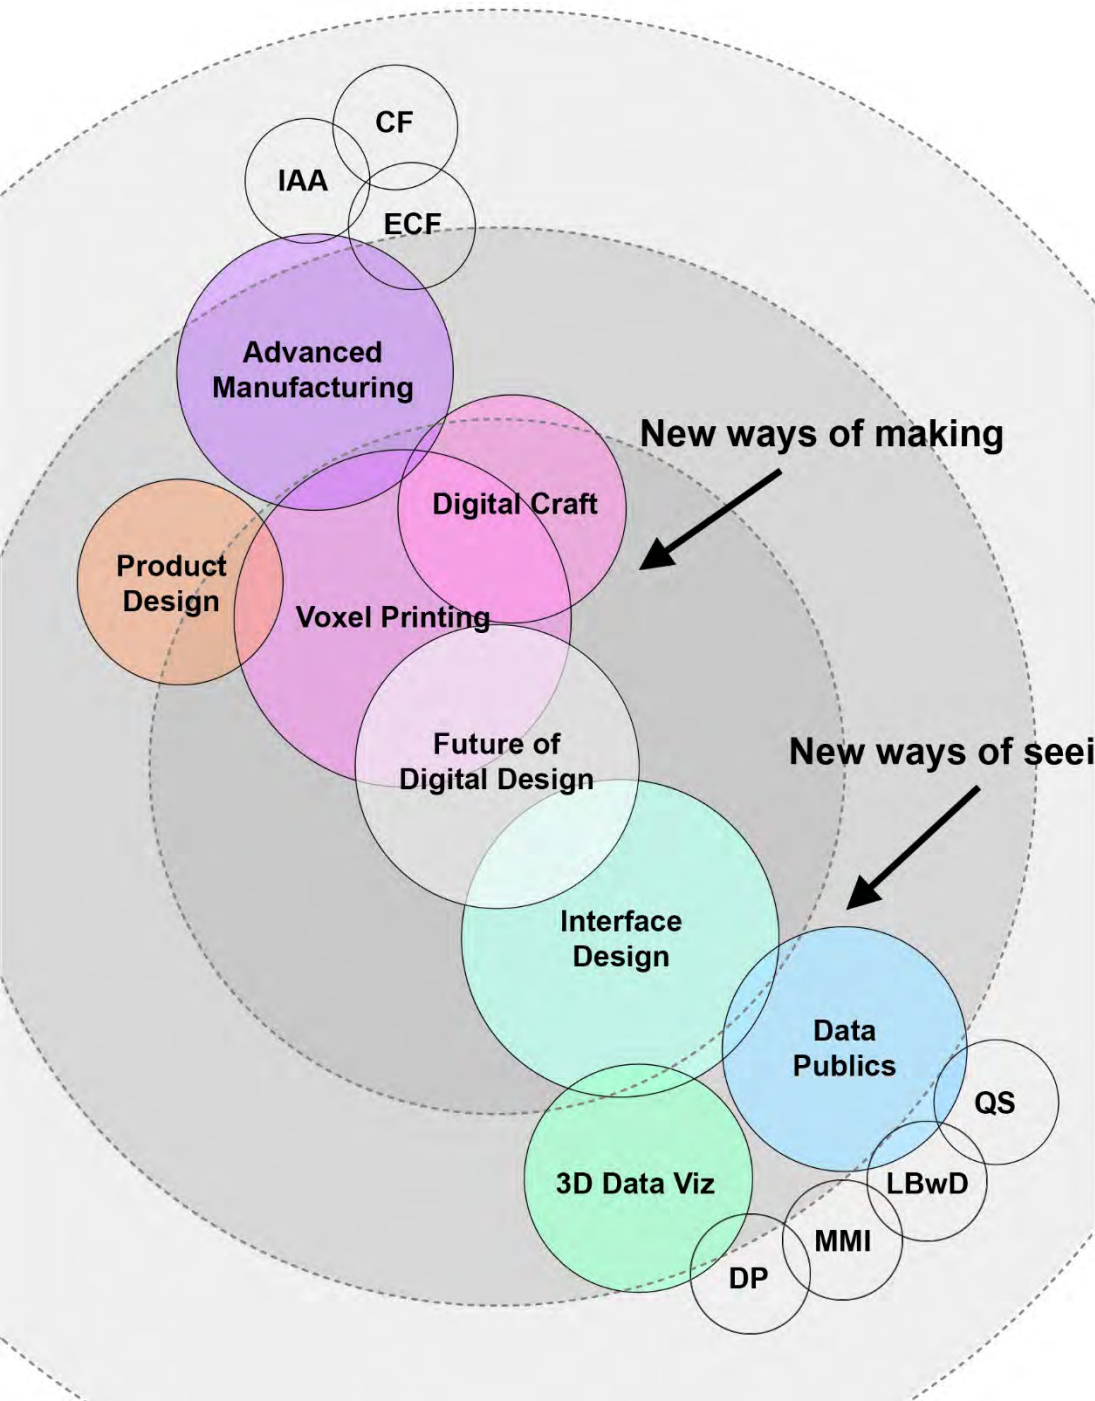 CF
IAA
ECF
Advanced
Manufacturing
New ways of making
Digital Craft
Product
Design
Voxel Printing
Future of
Digital Design
New ways of seei
Interface
Design
Data
Publics
QS
3D Data Viz
LBwD
MMI
DP